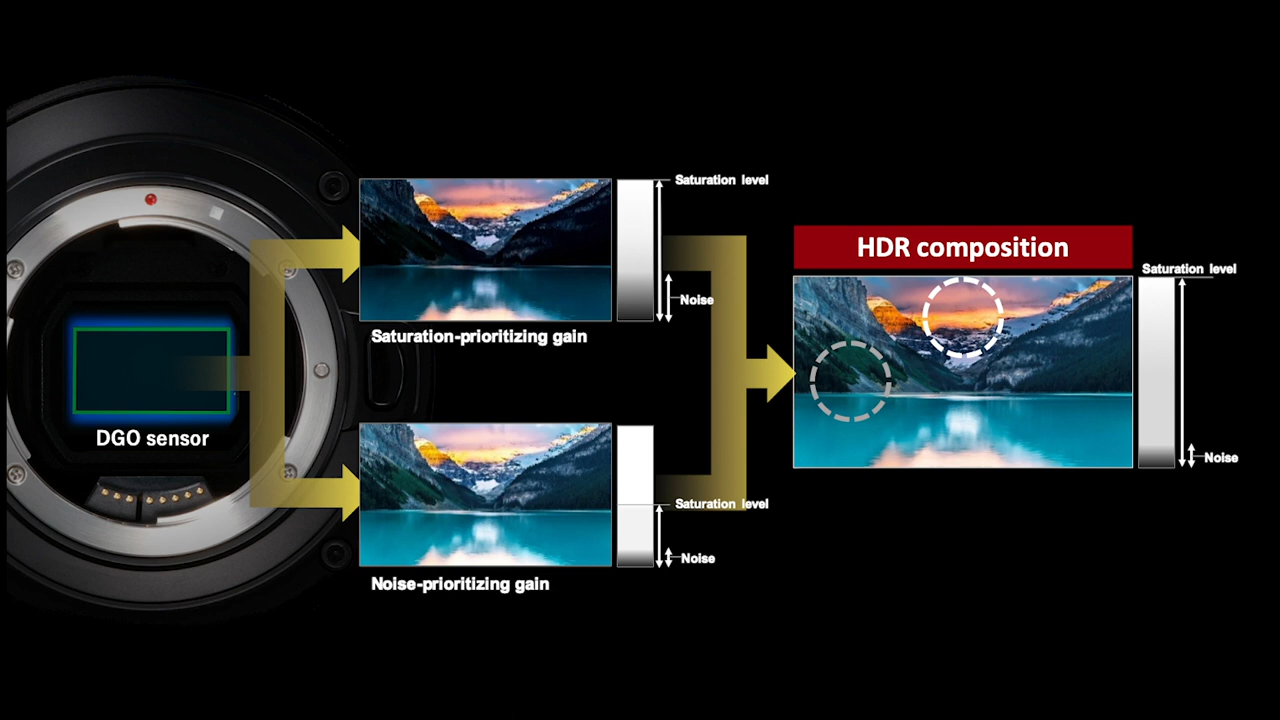 Saturation level
HDR composition
Saturation level
Noise
Saturation-prioritizing gain
DGO sensor
Saturation level
Noise
Noise
Noise-prioritizing gain